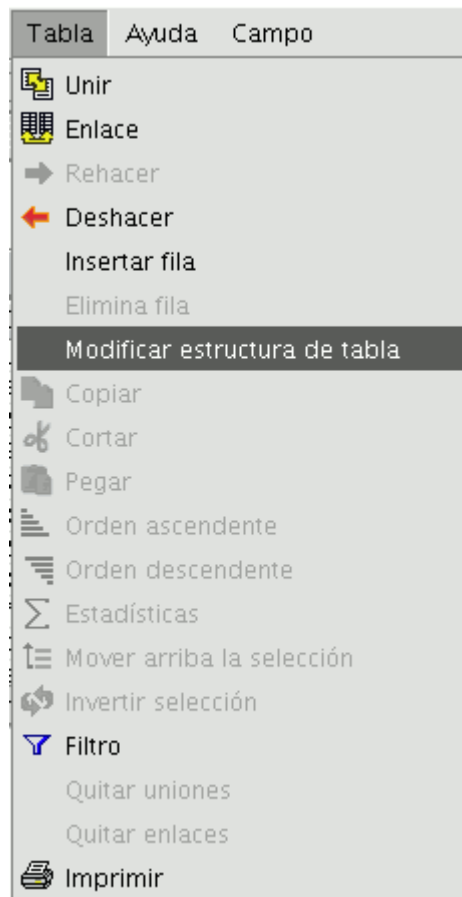 Tabla Ayuda Campo
Unir
Enlace
Rehacer
Deshacer
Insertar fila
Elimina fila
Modificar estructura de tabla
Copiar
Cortar
Pegar
Orden ascendente
Orden descendente
Estadísticas
Mover arriba la selección
Invertir selección
Filtro
Quitar uniones
Quitar enlaces
Imprimir